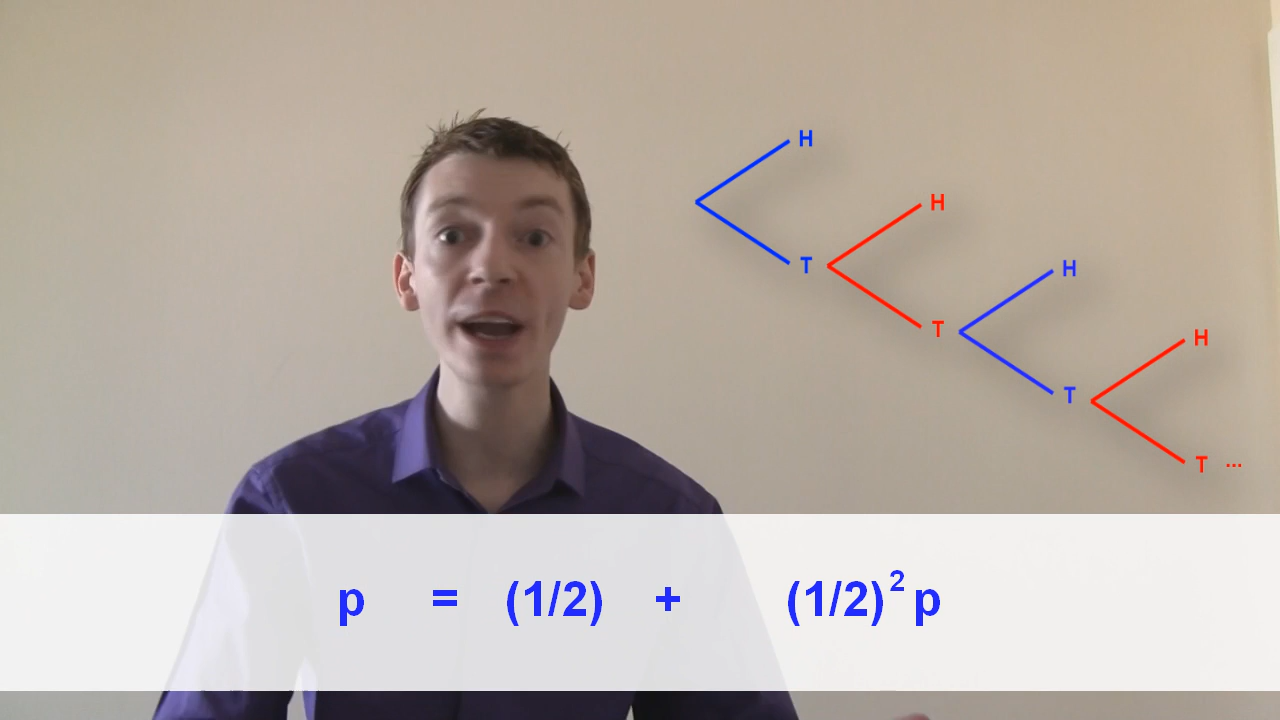 H
H
T
H
T
H
T
T ...
p = (1/2) + (1/2)² p